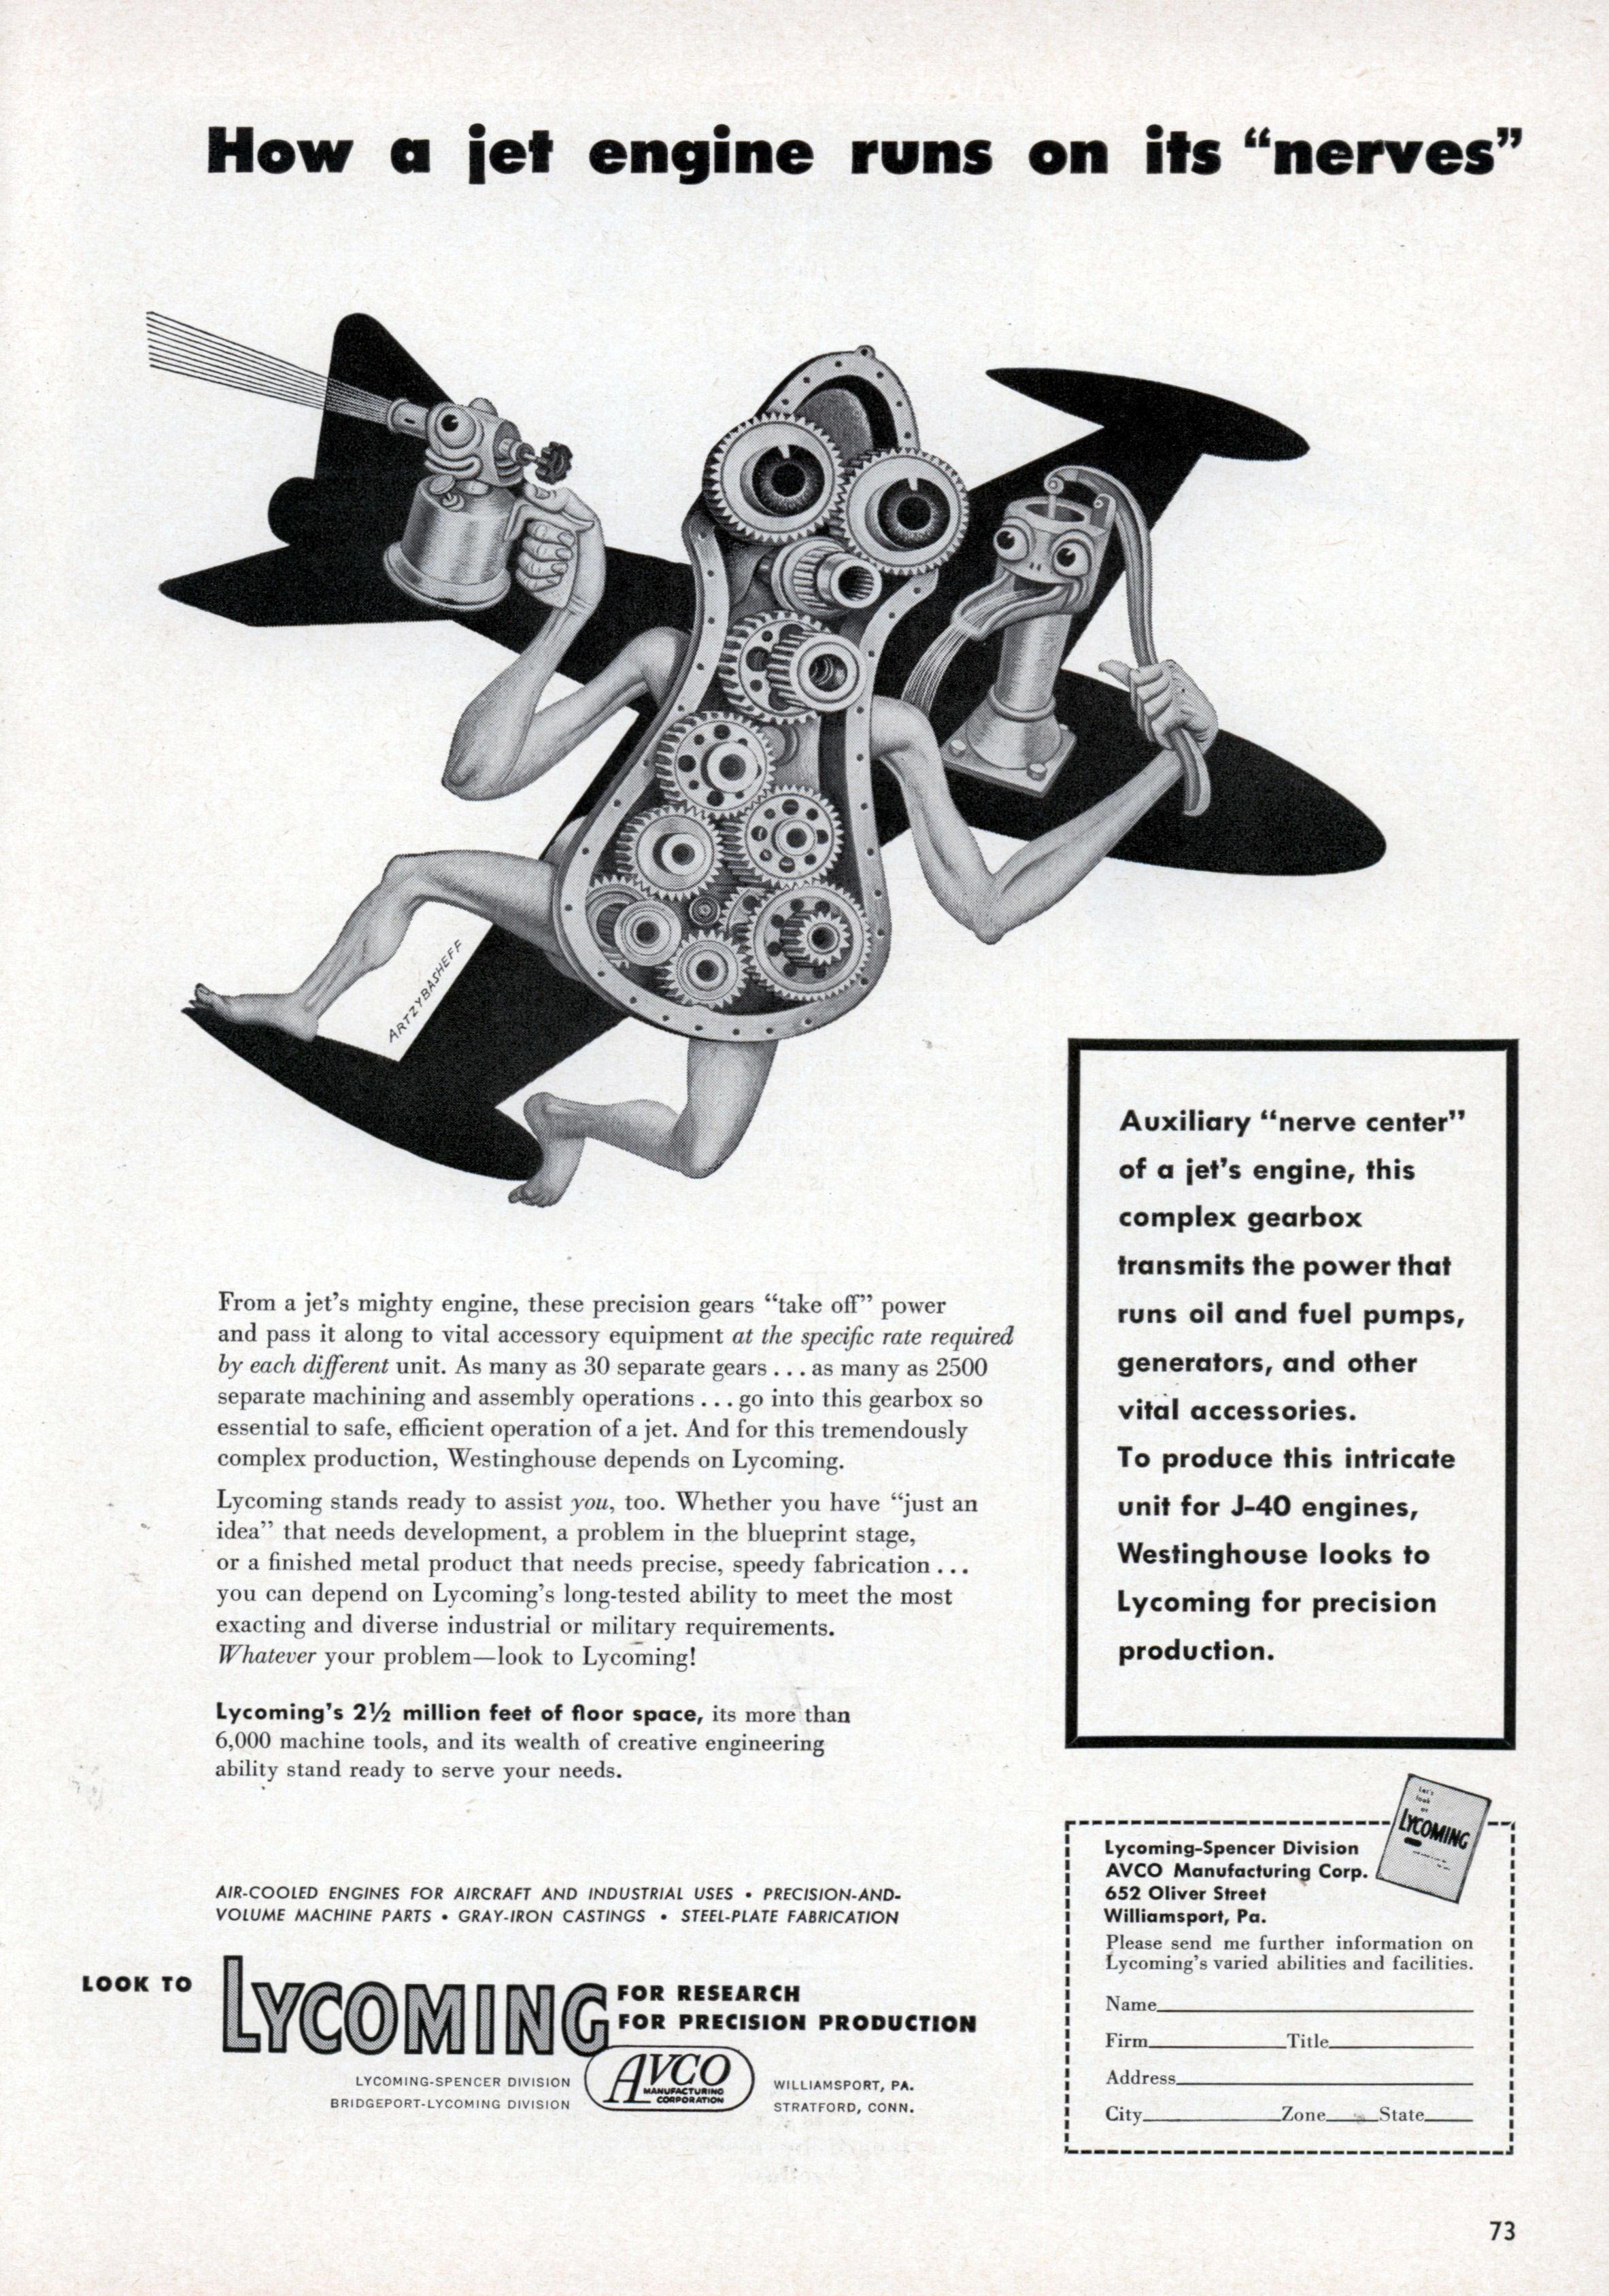 How a jet engine runs on its “nerves”
ARTZYBASHEFF
From a jet’s mighty engine, these precision gears “take off” power
and pass it along to vital accessory equipment at the specific rate required
by each different unit. As many as 30 separate gears . . . as many as 2500
separate machining and assembly operations . . . go into this gearbox so
essential to safe, efficient operation of a jet. And for this tremendously
complex production, Westinghouse depends on Lycoming.
Lycoming stands ready to assist you, too. Whether you have “just an
idea” that needs development, a problem in the blueprint stage,
or a finished metal product that needs precise, speedy fabrication . . .
you can depend on Lycoming’s long-tested ability to meet the most
exacting and diverse industrial or military requirements.
Whatever your problem—look to Lycoming!
Lycoming’s 2½ million feet of floor space, its more than
6,000 machine tools, and its wealth of creative engineering
ability stand ready to serve your needs.
Auxiliary “nerve center”
of a jet’s engine, this
complex gearbox
transmits the power that
runs oil and fuel pumps,
generators, and other
vital accessories.
To produce this intricate
unit for J-40 engines,
Westinghouse looks to
Lycoming for precision
production.
AIR-COOLED ENGINES FOR AIRCRAFT AND INDUSTRIAL USES • PRECISION-AND-
VOLUME MACHINE PARTS • GRAY-IRON CASTINGS • STEEL-PLATE FABRICATION
LOOK TO LYCOMING FOR RESEARCH
FOR PRECISION PRODUCTION
LYCOMING-SPENCER DIVISION
BRIDGEPORT-LYCOMING DIVISION
AVCO
MANUFACTURING
CORPORATION
WILLIAMSPORT, PA.
STRATFORD, CONN.
Let's
look
at
LYCOMING
Lycoming-Spencer Division
AVCO Manufacturing Corp.
652 Oliver Street
Williamsport, Pa.
Please send me further information on
Lycoming’s varied abilities and facilities.
Name
Firm Title
Address
City Zone State
73